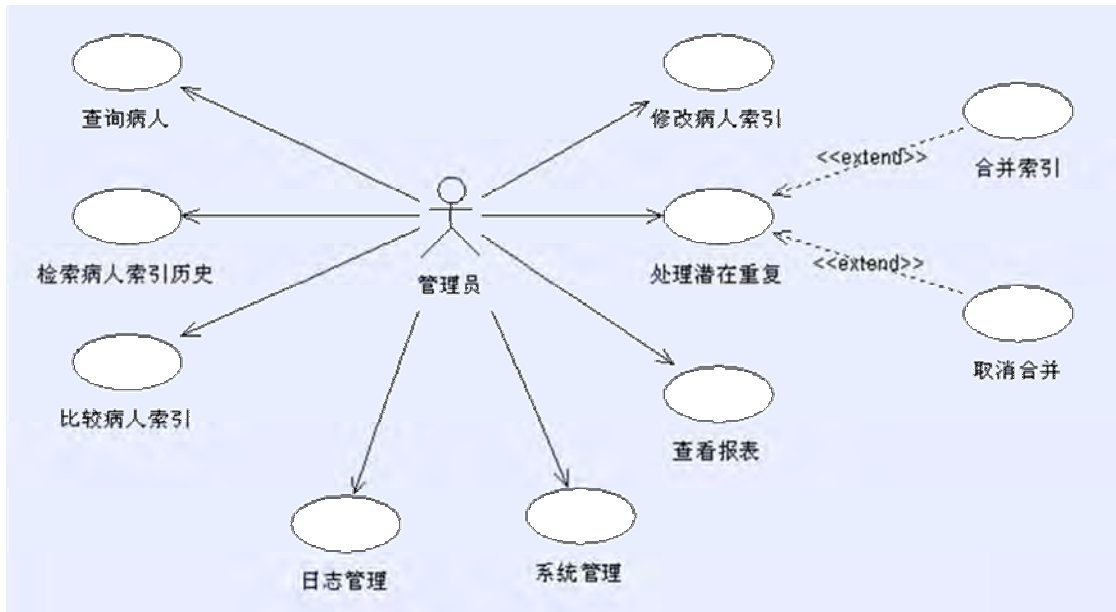 查询病人
修改病人索引
<<extend>>
合并索引
检索病人索引历史
管理员
处理潜在重复
<<extend>>
比较病人索引
取消合并
查看报表
日志管理
系统管理